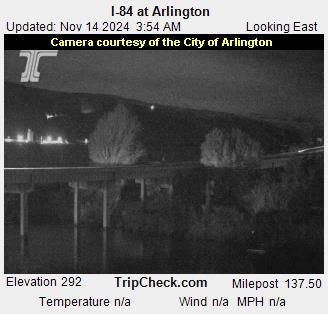 I-84 at Arlington
Updated: Nov 14 2024 3:54 AM Looking East
Camera courtesy of the City of Arlington
Elevation 292 TripCheck.com Milepost 137.50
Temperature n/a Wind n/a MPH n/a